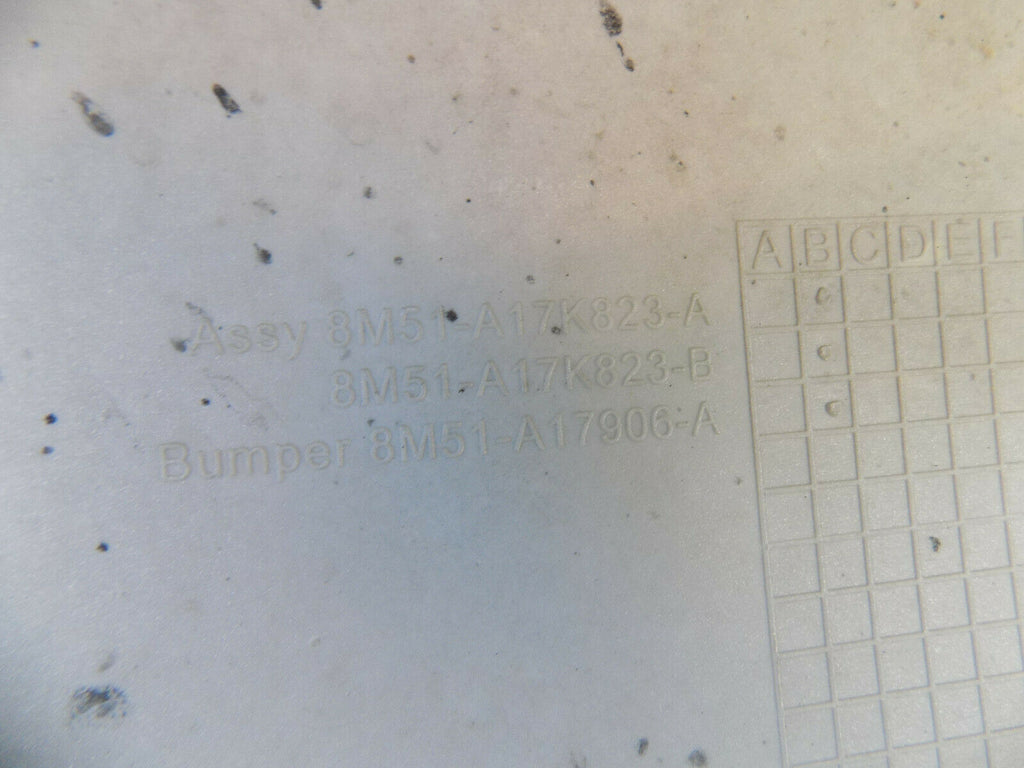 A B C D E F
Assy 8M51-A17K823-A
8M51-A17K823-B
Bumper 8M51-A17906-A